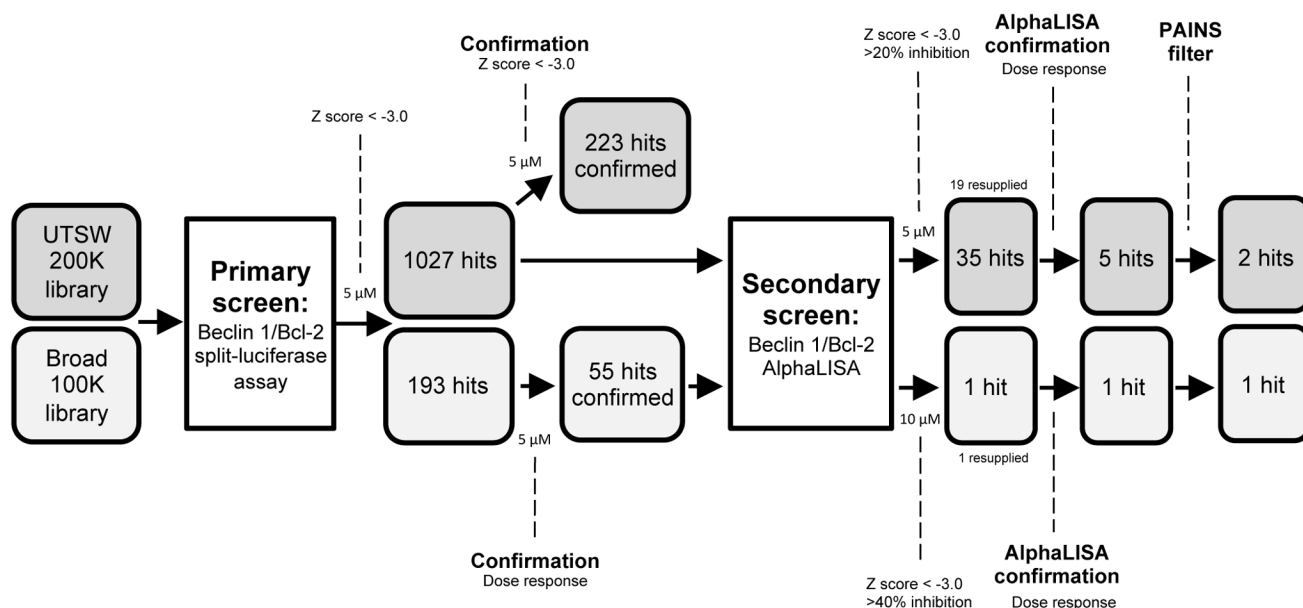 Confirmation
Z score < -3.0
Z score < -3.0
>20% inhibition
AlphaLISA
confirmation
Dose response
PAINS
filter
Z score < -3.0
5 µM
223 hits
confirmed
19 resupplied
UTSW
200K
library
Primary
screen:
Beclin 1/Bcl-2
split-luciferase
assay
5 µM
1027 hits
Secondary
screen:
Beclin 1/Bcl-2
AlphaLISA
5 µM
35 hits
5 hits
2 hits
Broad
100K
library
193 hits
55 hits
confirmed
10 µM
1 hit
1 hit
1 hit
5 µM
1 resupplied
Confirmation
Dose response
Z score < -3.0
>40% inhibition
AlphaLISA
confirmation
Dose response